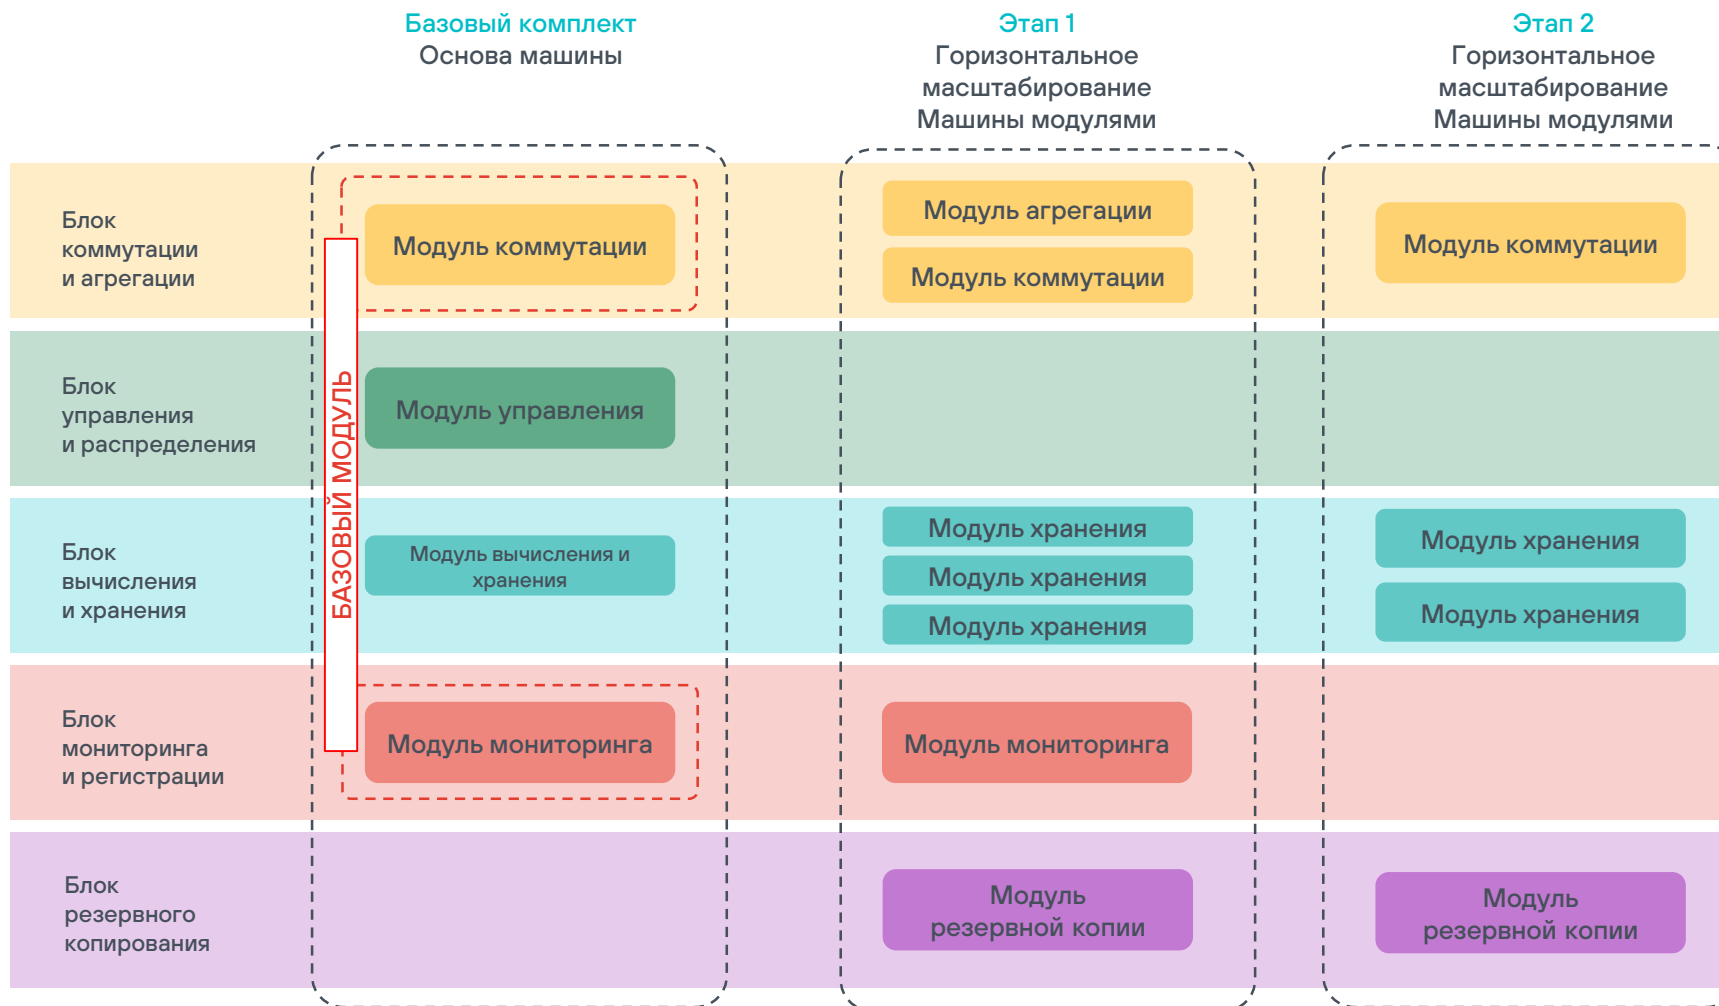 Базовый комплект
Основа машины
Этап 1
Горизонтальное
масштабирование
Машины модулями
Этап 2
Горизонтальное
масштабирование
Машины модулями
Блок
коммутации
и агрегации
Модуль коммутации
Модуль агрегации
Модуль коммутации
Модуль коммутации
БАЗОВЫЙ МОДУЛЬ
Блок
управления
и распределения
Модуль управления
Блок
вычисления
и хранения
Модуль вычисления и
хранения
Модуль хранения
Модуль хранения
Модуль хранения
Модуль хранения
Модуль хранения
Блок
мониторинга
и регистрации
Модуль мониторинга
Модуль мониторинга
Блок
резервного
копирования
Модуль
резервной копии
Модуль
резервной копии